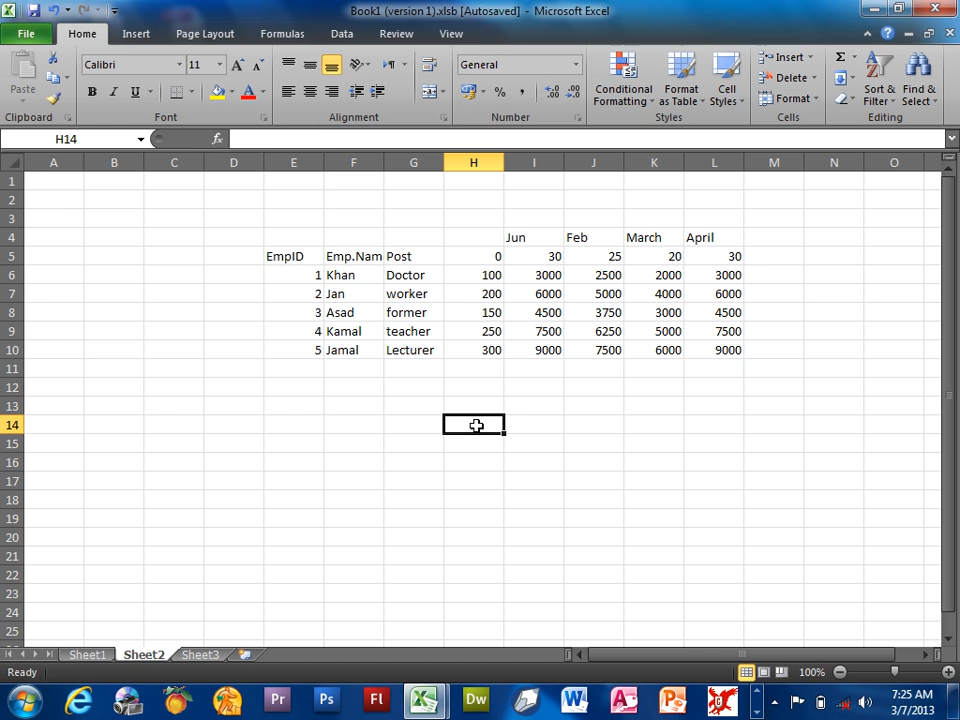 Book1 (version 1).xlsb [Autosaved] - Microsoft Excel
File Home Insert Page Layout Formulas Data Review View
Paste
Calibri 11 A A
General
Conditional Formatting
Format as Table
Cell Styles
Insert
Delete
Format
Sort & Filter
Find & Select
B I U A
$ % ,
Clipboard Font Alignment Number Styles Cells Editing
H14 fx
A B C D E F G H I J K L M N O
1
2
3
4 Jun Feb March April
5 EmpID Emp.Nam Post 0 30 25 20 30
6 1 Khan Doctor 100 3000 2500 2000 3000
7 2 Jan worker 200 6000 5000 4000 6000
8 3 Asad former 150 4500 3750 3000 4500
9 4 Kamal teacher 250 7500 6250 5000 7500
10 5 Jamal Lecturer 300 9000 7500 6000 9000
11
12
13
14
15
16
17
18
19
20
21
22
23
24
25
Sheet1 Sheet2 Sheet3
Ready 100%
Pr Ps Fl Dw
7:25 AM
3/7/2013